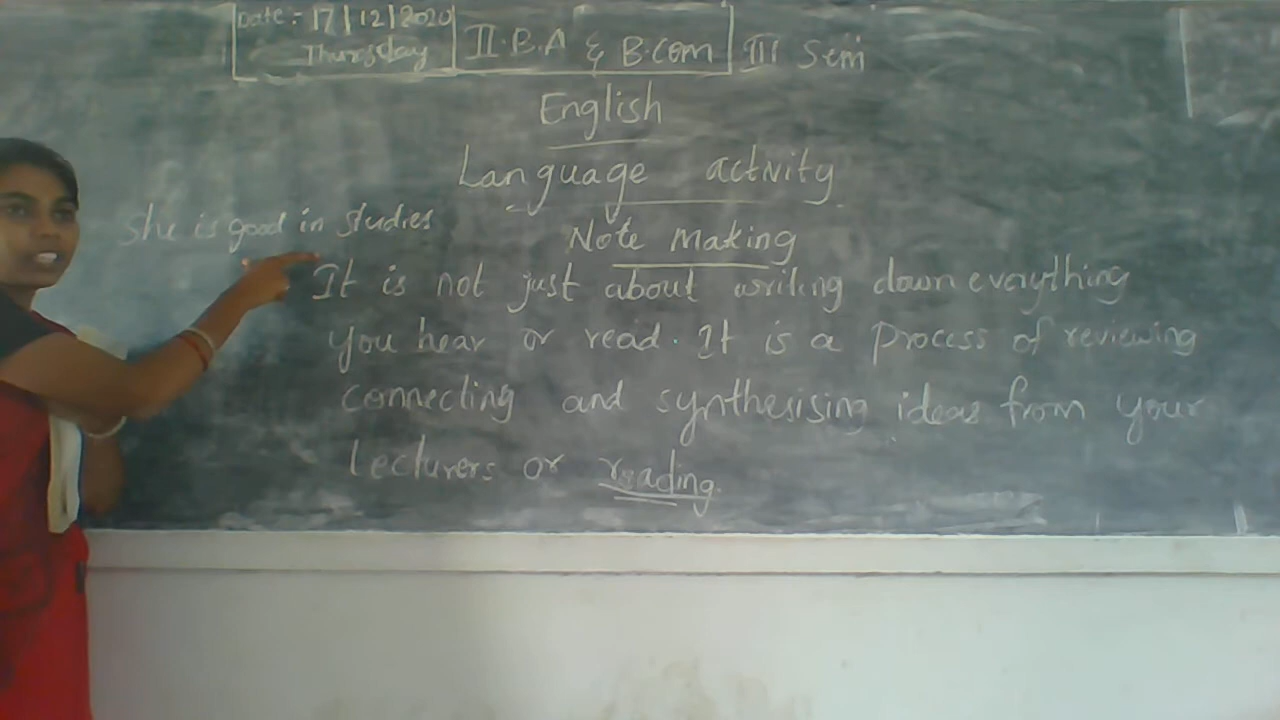 Date: 17/12/2020
Thursday
II.B.A & B.Com III Sem
English
Language activity
She is good in studies
Note Making
It is not just about writing down everything
you hear or read. It is a process of reviewing
connecting and synthesising ideas from your
lecturers or reading.